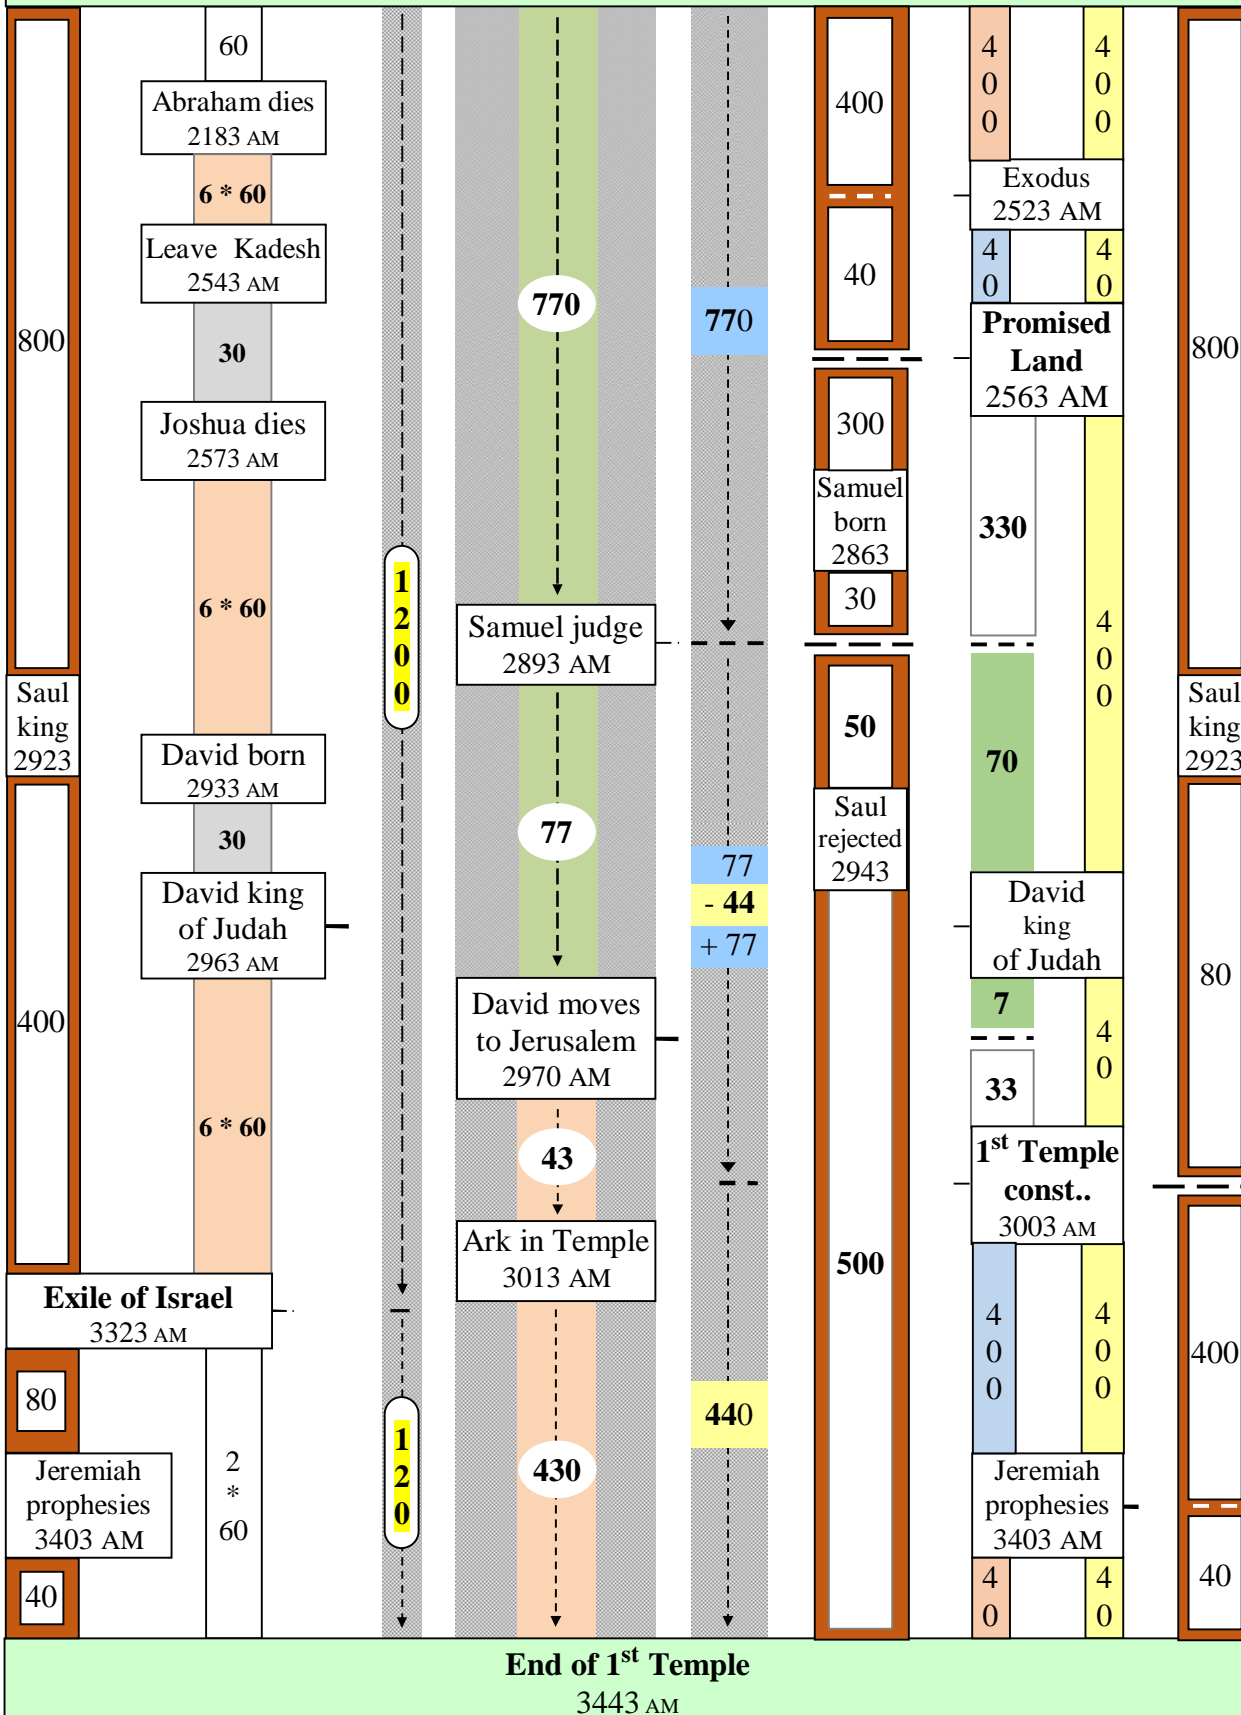 800
Saul
king
2923
400
60
Abraham dies
2183 AM
6 * 60
Leave Kadesh
2543 AM
30
Joshua dies
2573 AM
6 * 60
David born
2933 AM
30
David king
of Judah
2963 AM
6 * 60
Exile of Israel
3323 AM
80
Jeremiah
prophesies
3403 AM
40
2
*
60
1
2
0
0
1
2
0
770
Samuel judge
2893 AM
77
David moves
to Jerusalem
2970 AM
43
Ark in Temple
3013 AM
430
770
77
- 44
+ 77
440
400
40
300
Samuel
born
2863
30
50
Saul
rejected
2943
500
4
0
0
4
0
0
Exodus
2523 AM
4
0
4
0
Promised
Land
2563 AM
330
4
0
0
70
David
king
of Judah
7
4
0
33
1st Temple
const..
3003 AM
4
0
0
4
0
0
Jeremiah
prophesies
3403 AM
4
0
4
0
800
Saul
king
2923
80
400
40
End of 1st Temple
3443 AM